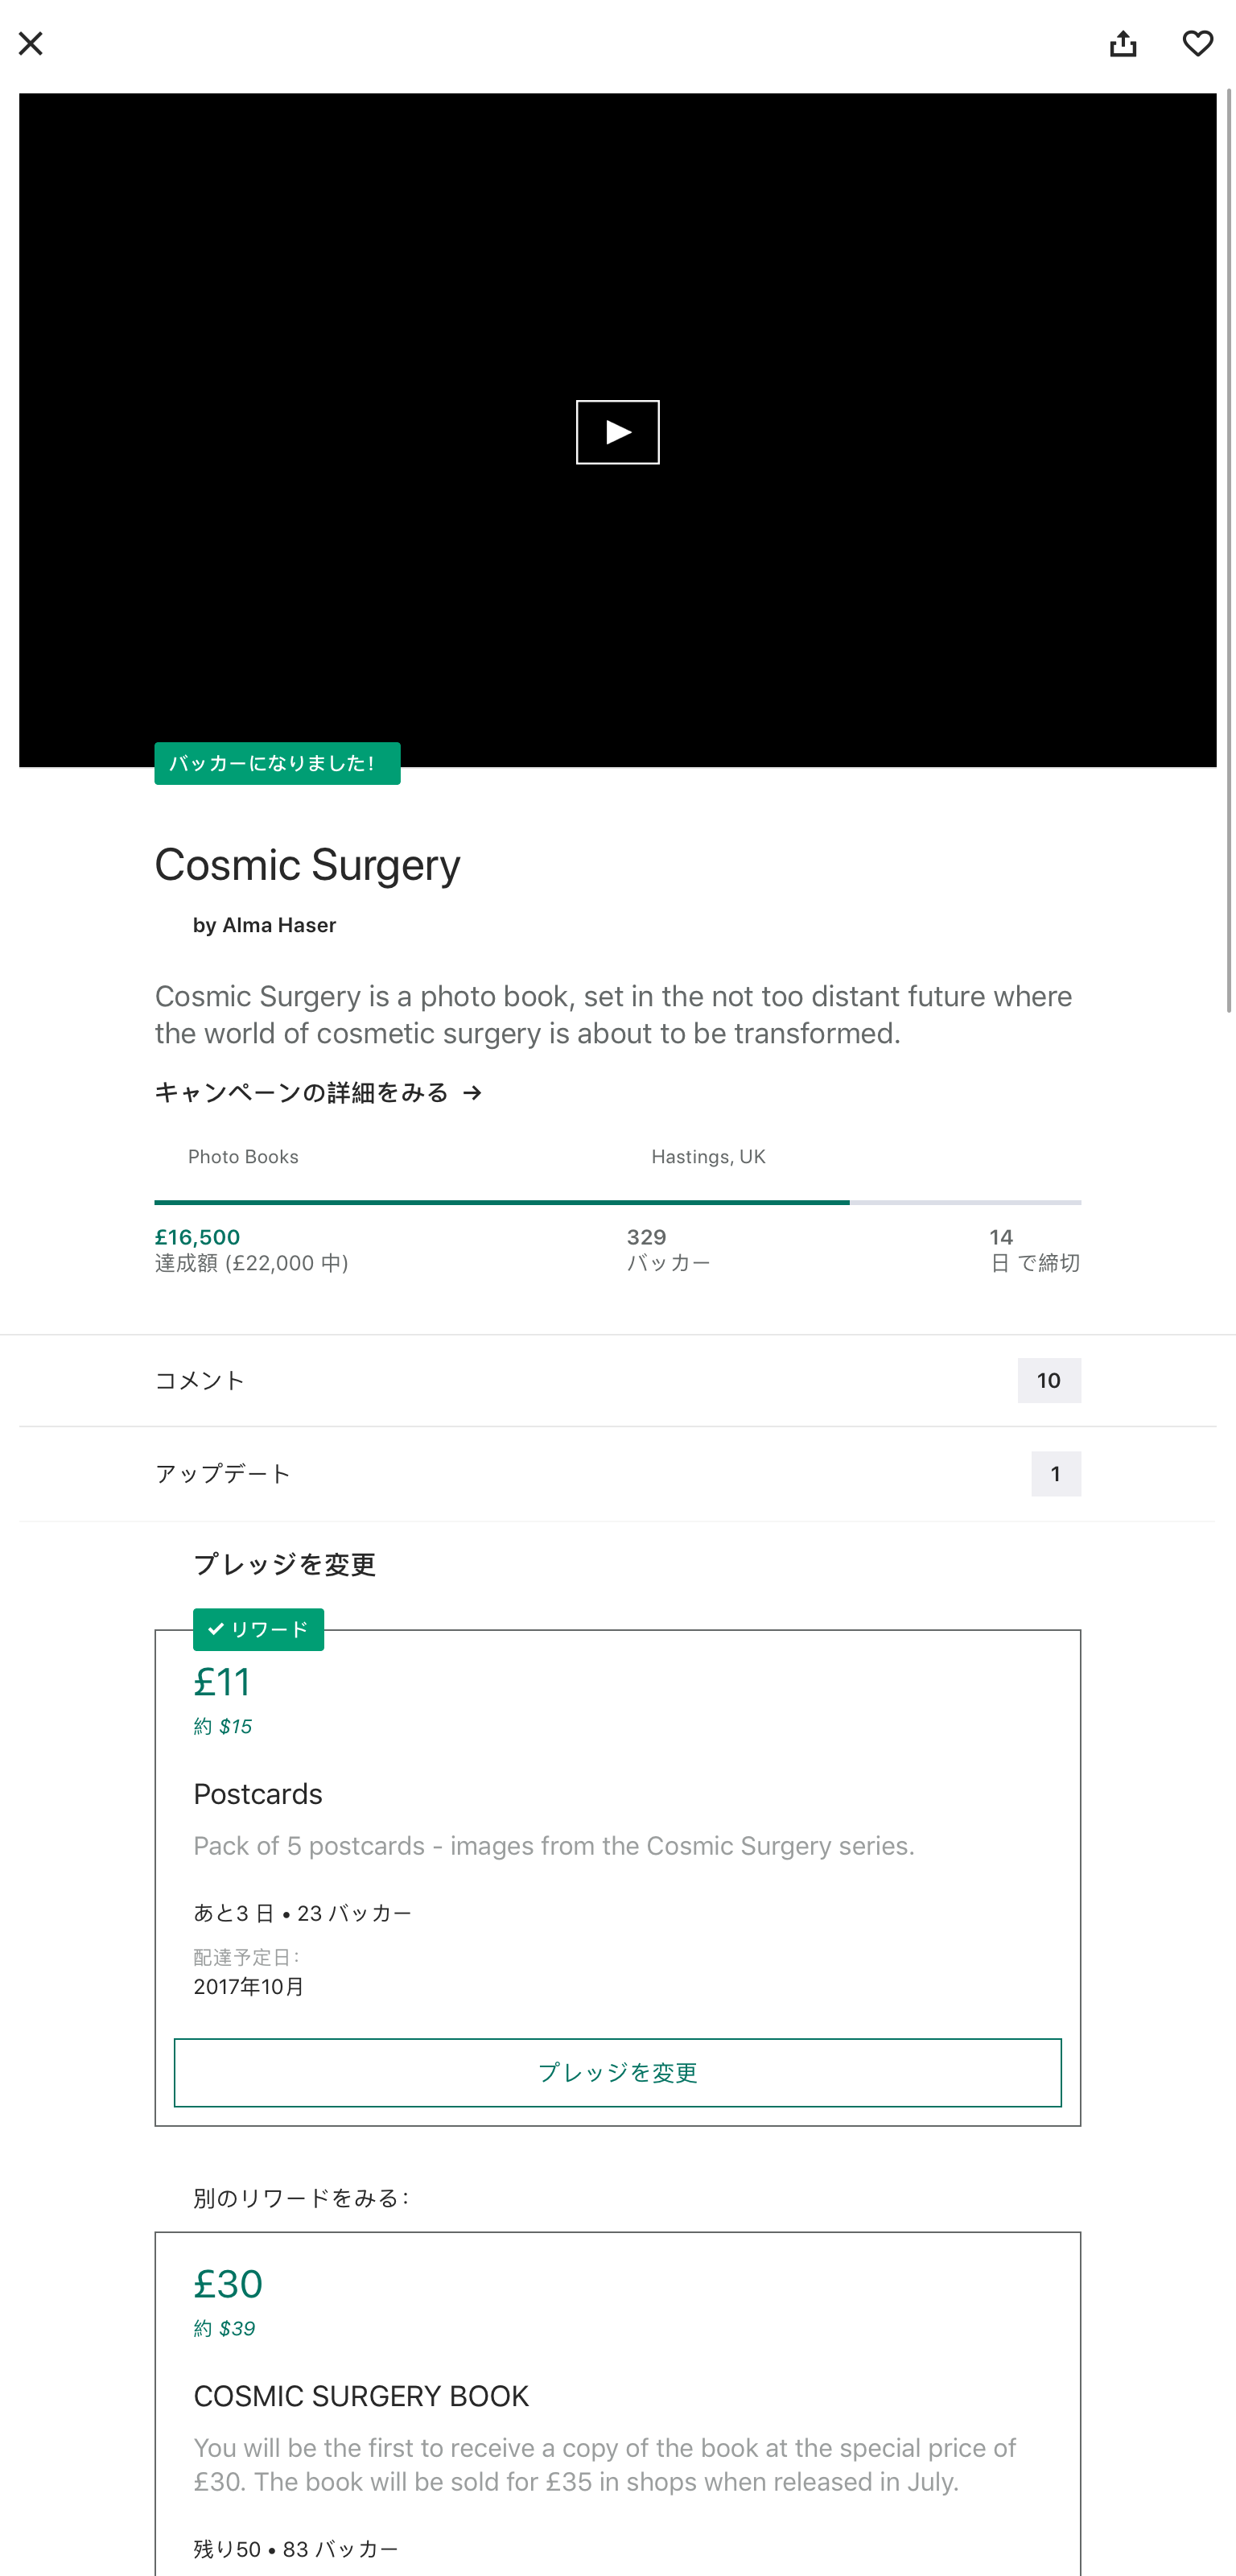 バッカーになりました！
Cosmic Surgery
by Alma Haser
Cosmic Surgery is a photo book, set in the not too distant future where
the world of cosmetic surgery is about to be transformed.
キャンペーンの詳細をみる →
Photo Books
Hastings, UK
£16,500
達成額 (£22,000 中)
329
バッカー
14
日 で締切
コメント
10
アップデート
1
プレッジを変更
✓ リワード
£11
約 $15
Postcards
Pack of 5 postcards - images from the Cosmic Surgery series.
あと3 日 • 23 バッカー
配達予定日：
2017年10月
プレッジを変更
別のリワードをみる：
£30
約 $39
COSMIC SURGERY BOOK
You will be the first to receive a copy of the book at the special price of
£30. The book will be sold for £35 in shops when released in July.
残り50 • 83 バッカー